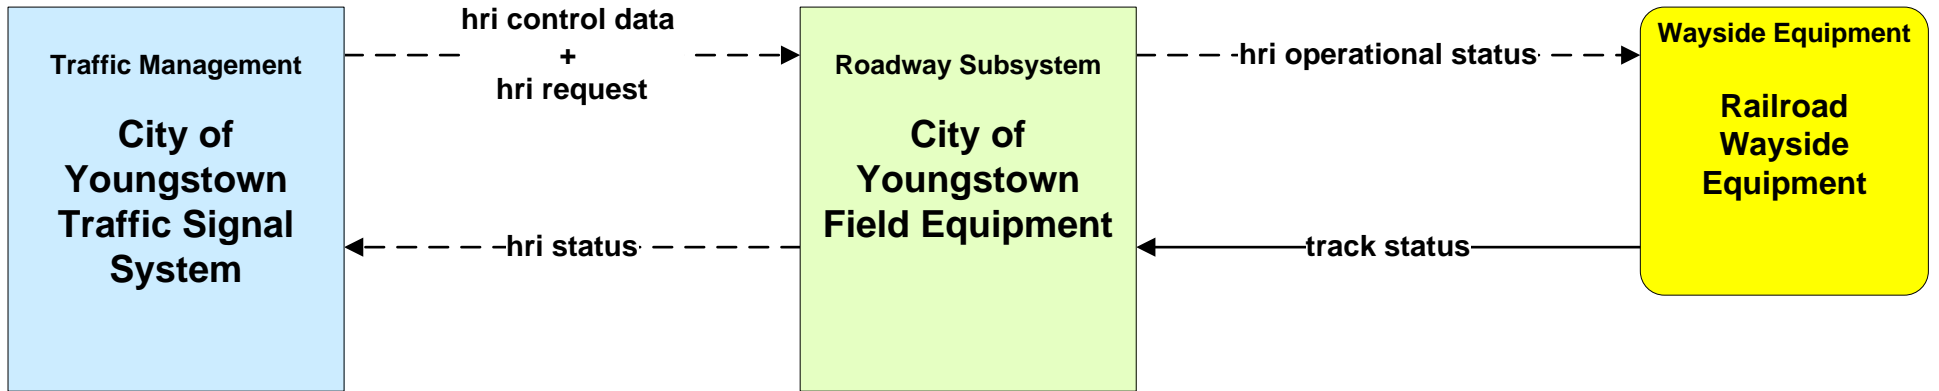 Traffic Management
City of
Youngstown
Traffic Signal
System
hri control data
+
hri request
hri status
Roadway Subsystem
City of
Youngstown
Field Equipment
hri operational status
track status
Wayside Equipment
Railroad
Wayside
Equipment